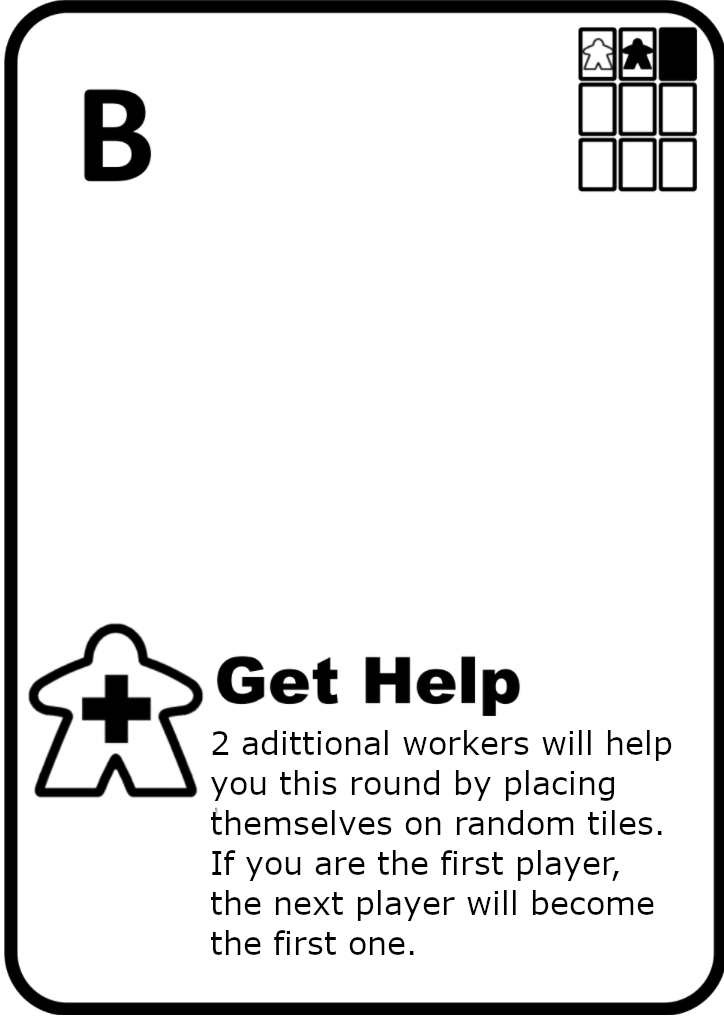 B
Get Help
2 adittional workers will help
you this round by placing
themselves on random tiles.
If you are the first player,
the next player will become
the first one.